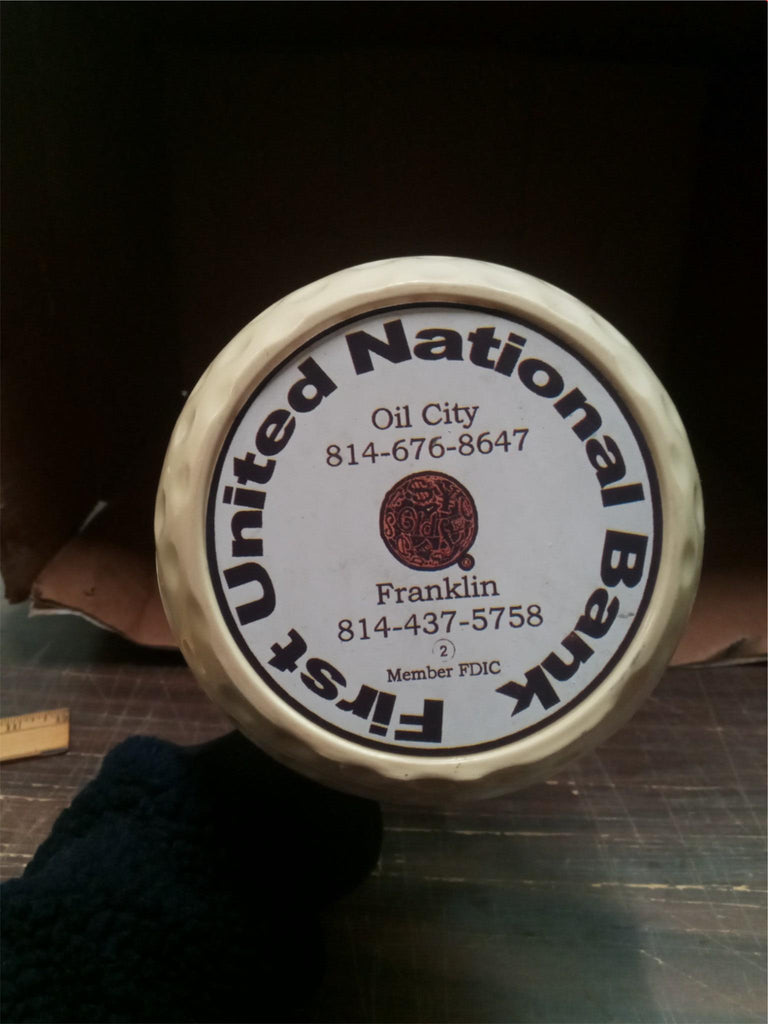 First United National Bank
Oil City
814-676-8647
Franklin
814-437-5758
2
Member FDIC